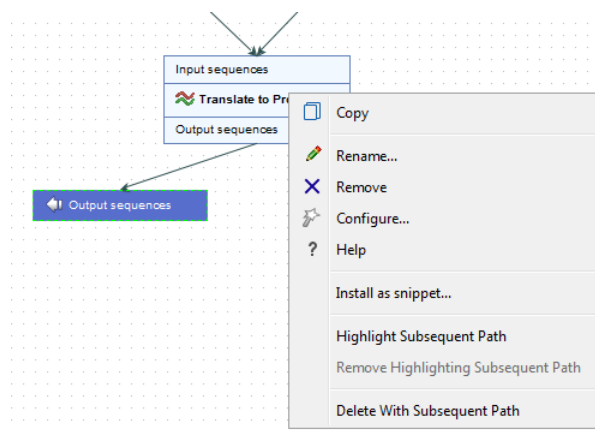 Input sequences
Translate to Pr
Output sequences
Output sequences
Copy
Rename...
Remove
Configure...
? Help
Install as snippet...
Highlight Subsequent Path
Remove Highlighting Subsequent Path
Delete With Subsequent Path